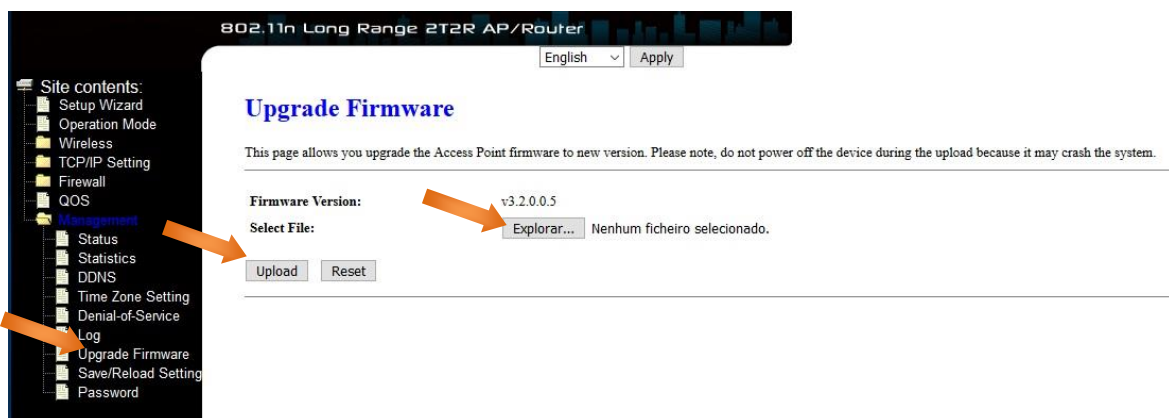 802.11n Long Range 2T2R AP/Router
English Apply
Site contents:
Setup Wizard
Operation Mode
Wireless
TCP/IP Setting
Firewall
QOS
Management
Status
Statistics
DDNS
Time Zone Setting
Denial-of-Service
Log
Upgrade Firmware
Save/Reload Setting
Password
Upgrade Firmware
This page allows you upgrade the Access Point firmware to new version. Please note, do not power off the device during the upload because it may crash the system.
Firmware Version: v3.2.0.0.5
Select File: Explorar... Nenhum ficheiro selecionado.
Upload Reset